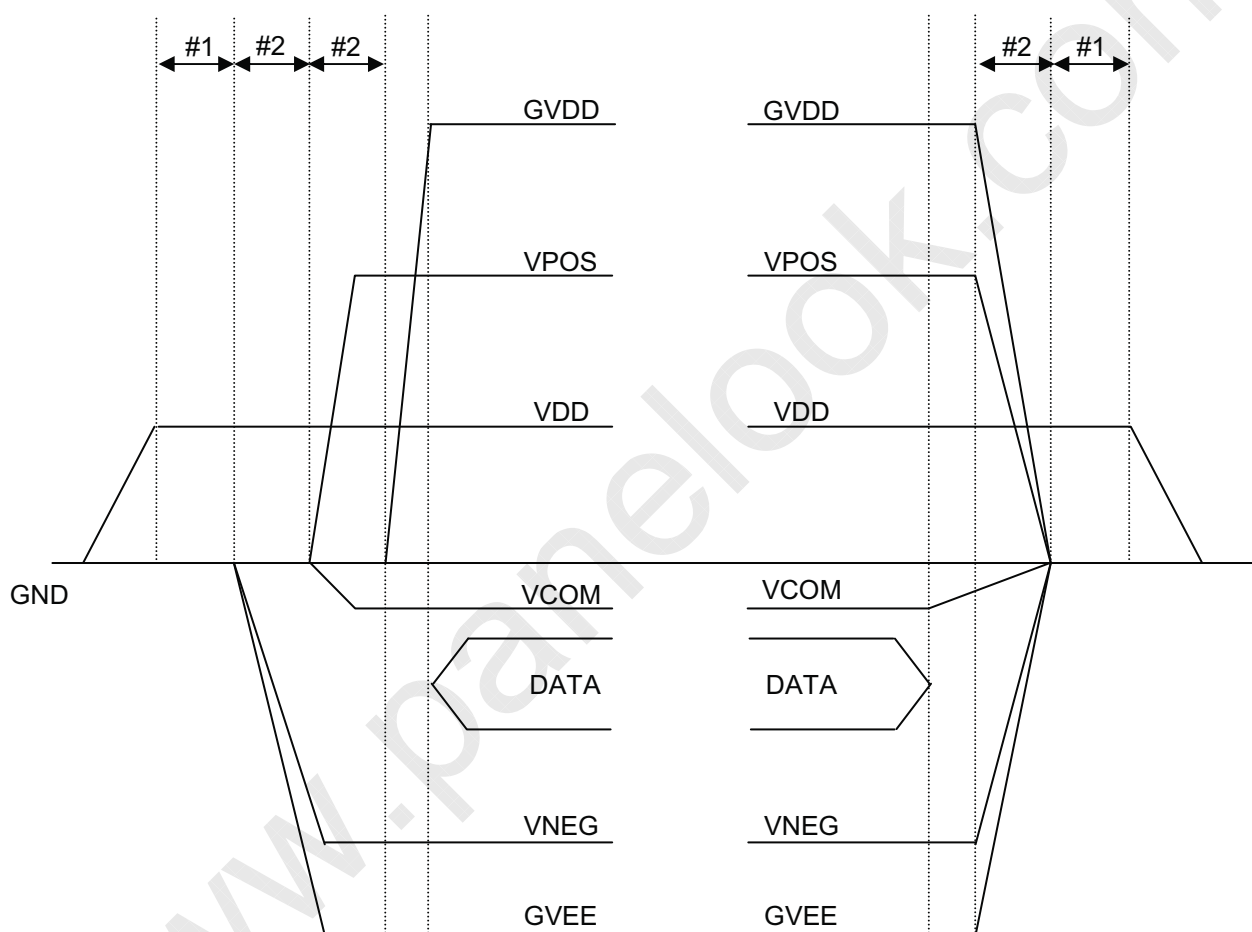 #1 #2 #2 #2 #1
GVDD GVDD
VPOS VPOS
VDD VDD
GND
VCOM VCOM
DATA DATA
VNEG VNEG
GVEE GVEE
www.panelook.com